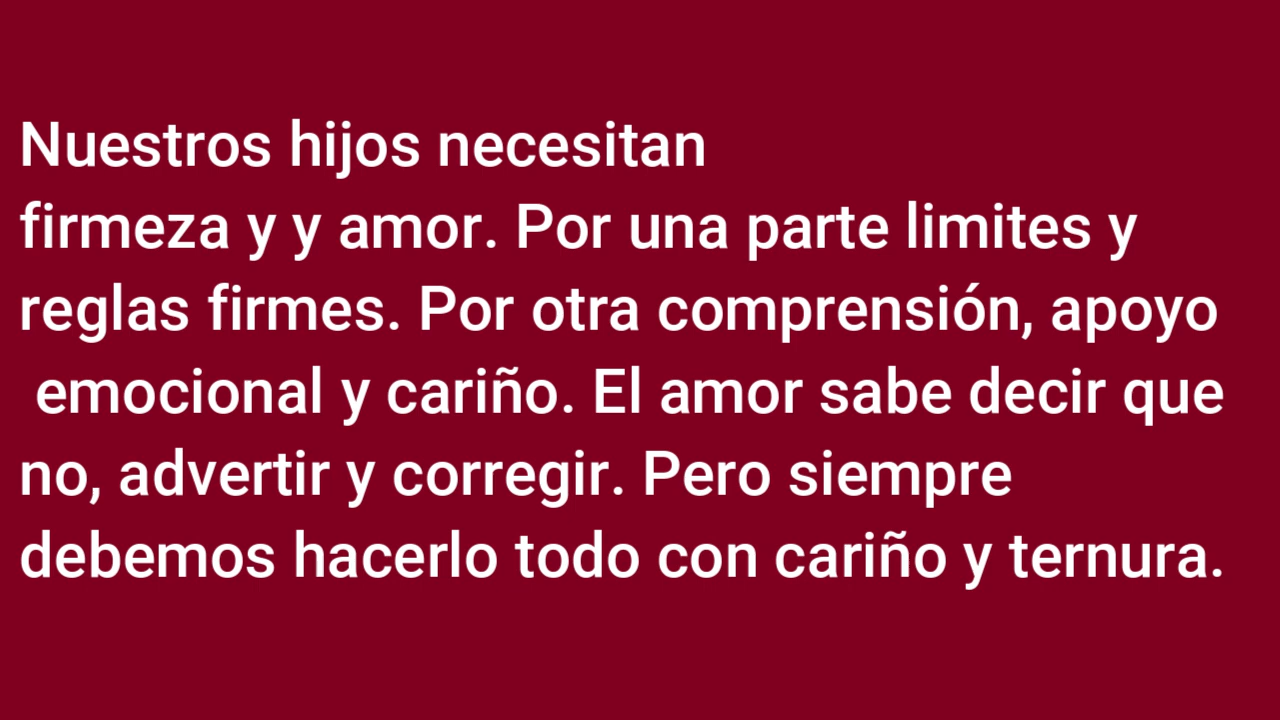 Nuestros hijos necesitan
firmeza y y amor. Por una parte limites y
reglas firmes. Por otra comprensión, apoyo
emocional y cariño. El amor sabe decir que
no, advertir y corregir. Pero siempre
debemos hacerlo todo con cariño y ternura.